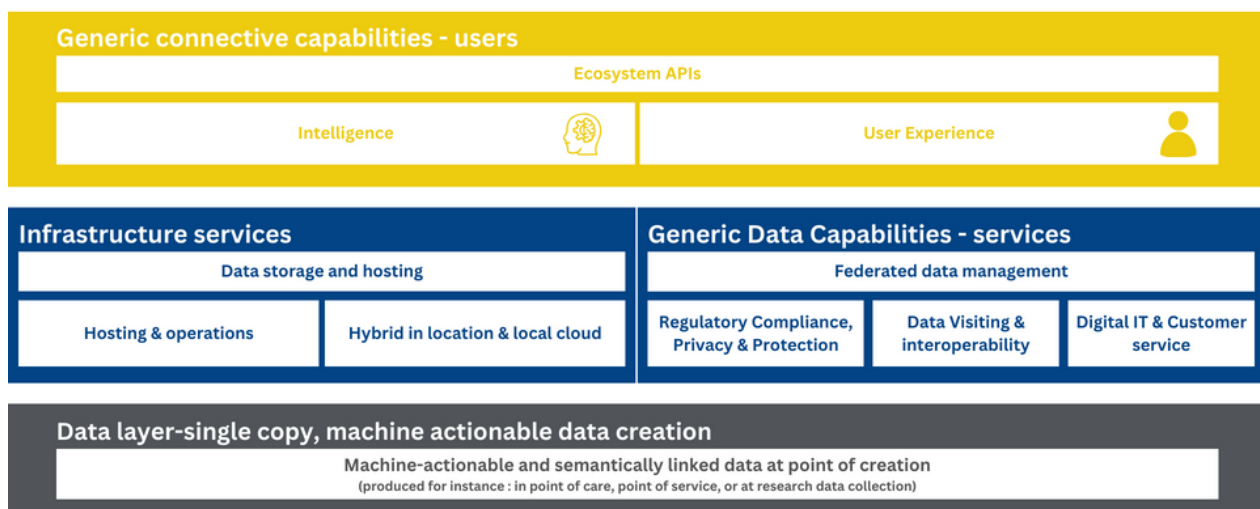 Generic connective capabilities - users
Ecosystem APIs
Intelligence
User Experience
Infrastructure services
Data storage and hosting
Hosting & operations
Hybrid in location & local cloud
Generic Data Capabilities - services
Federated data management
Regulatory Compliance,
Privacy & Protection
Data Visiting &
interoperability
Digital IT & Customer
service
Data layer-single copy, machine actionable data creation
Machine-actionable and semantically linked data at point of creation
(produced for instance : in point of care, point of service, or at research data collection)